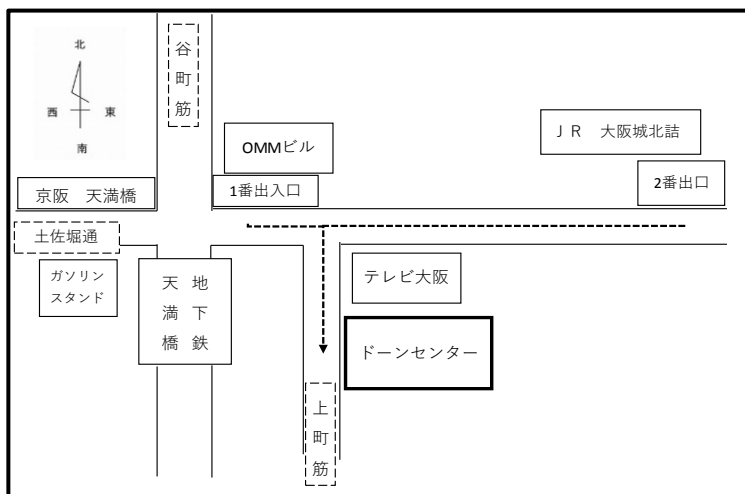 北
西 東
南
谷町筋
OMMビル
ＪＲ 大阪城北詰
京阪 天満橋
1番出入口
2番出口
土佐堀通
ガソリン
スタンド
地下鉄
天満橋
テレビ大阪
ドーンセンター
上町筋